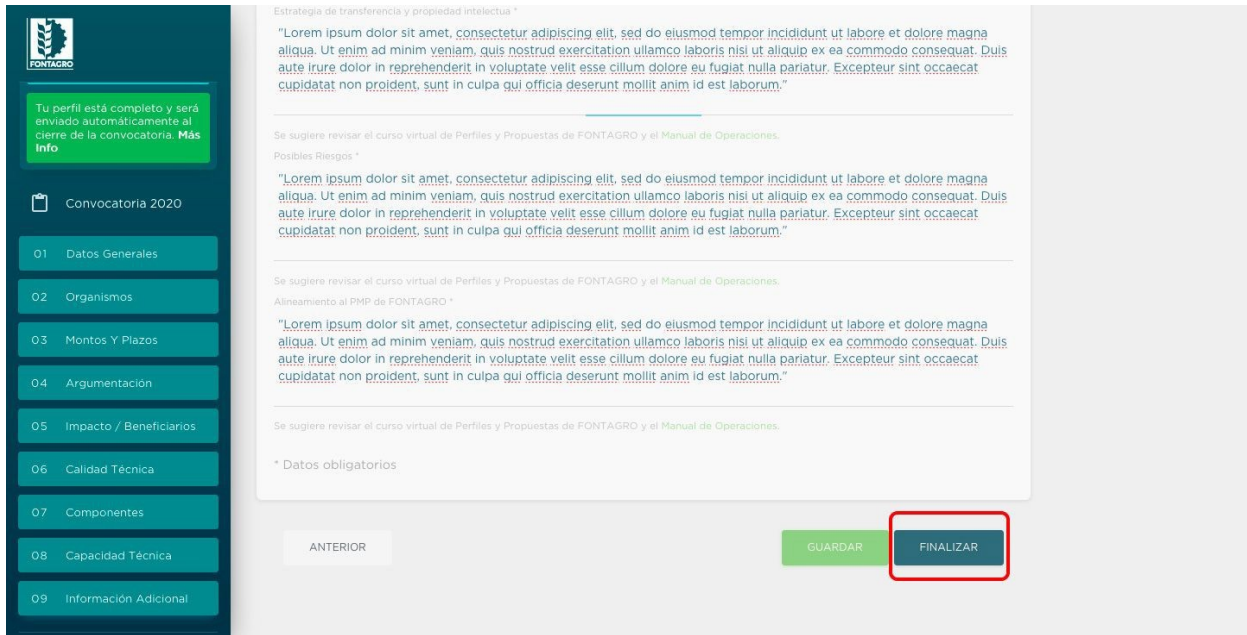 FONTAGRO
Tu perfil está completo y será
enviado automáticamente al
cierre de la convocatoria. Más
Info
Convocatoria 2020
01 Datos Generales
02 Organismos
03 Montos Y Plazos
04 Argumentación
05 Impacto / Beneficiarios
06 Calidad Técnica
07 Componentes
08 Capacidad Técnica
09 Información Adicional
Estrategia de transferencia y propiedad intelectua *
"Lorem ipsum dolor sit amet, consectetur adipiscing elit, sed do eiusmod tempor incididunt ut labore et dolore magna
aliqua. Ut enim ad minim veniam, quis nostrud exercitation ullamco laboris nisi ut aliquip ex ea commodo consequat. Duis
aute irure dolor in reprehenderit in voluptate velit esse cillum dolore eu fugiat nulla pariatur. Excepteur sint occaecat
cupidatat non proident, sunt in culpa qui officia deserunt mollit anim id est laborum."
Se sugiere revisar el curso virtual de Perfiles y Propuestas de FONTAGRO y el Manual de Operaciones.
Posibles Riesgos *
"Lorem ipsum dolor sit amet, consectetur adipiscing elit, sed do eiusmod tempor incididunt ut labore et dolore magna
aliqua. Ut enim ad minim veniam, quis nostrud exercitation ullamco laboris nisi ut aliquip ex ea commodo consequat. Duis
aute irure dolor in reprehenderit in voluptate velit esse cillum dolore eu fugiat nulla pariatur. Excepteur sint occaecat
cupidatat non proident, sunt in culpa qui officia deserunt mollit anim id est laborum."
Se sugiere revisar el curso virtual de Perfiles y Propuestas de FONTAGRO y el Manual de Operaciones.
Alineamiento al PMP de FONTAGRO *
"Lorem ipsum dolor sit amet, consectetur adipiscing elit, sed do eiusmod tempor incididunt ut labore et dolore magna
aliqua. Ut enim ad minim veniam, quis nostrud exercitation ullamco laboris nisi ut aliquip ex ea commodo consequat. Duis
aute irure dolor in reprehenderit in voluptate velit esse cillum dolore eu fugiat nulla pariatur. Excepteur sint occaecat
cupidatat non proident, sunt in culpa qui officia deserunt mollit anim id est laborum."
Se sugiere revisar el curso virtual de Perfiles y Propuestas de FONTAGRO y el Manual de Operaciones.
* Datos obligatorios
ANTERIOR
GUARDAR
FINALIZAR